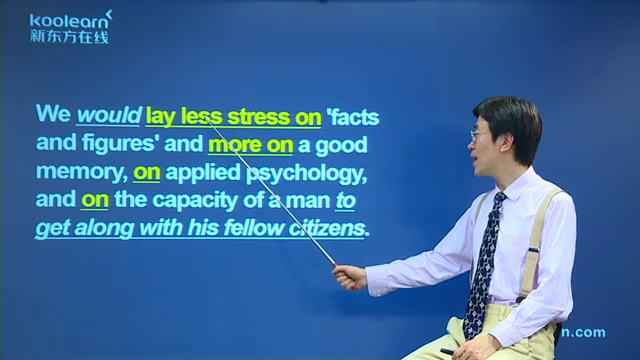 koolearn
新东方在线
We would lay less stress on 'facts
and figures' and more on a good
memory, on applied psychology,
and on the capacity of a man to
get along with his fellow citizens.
n.com